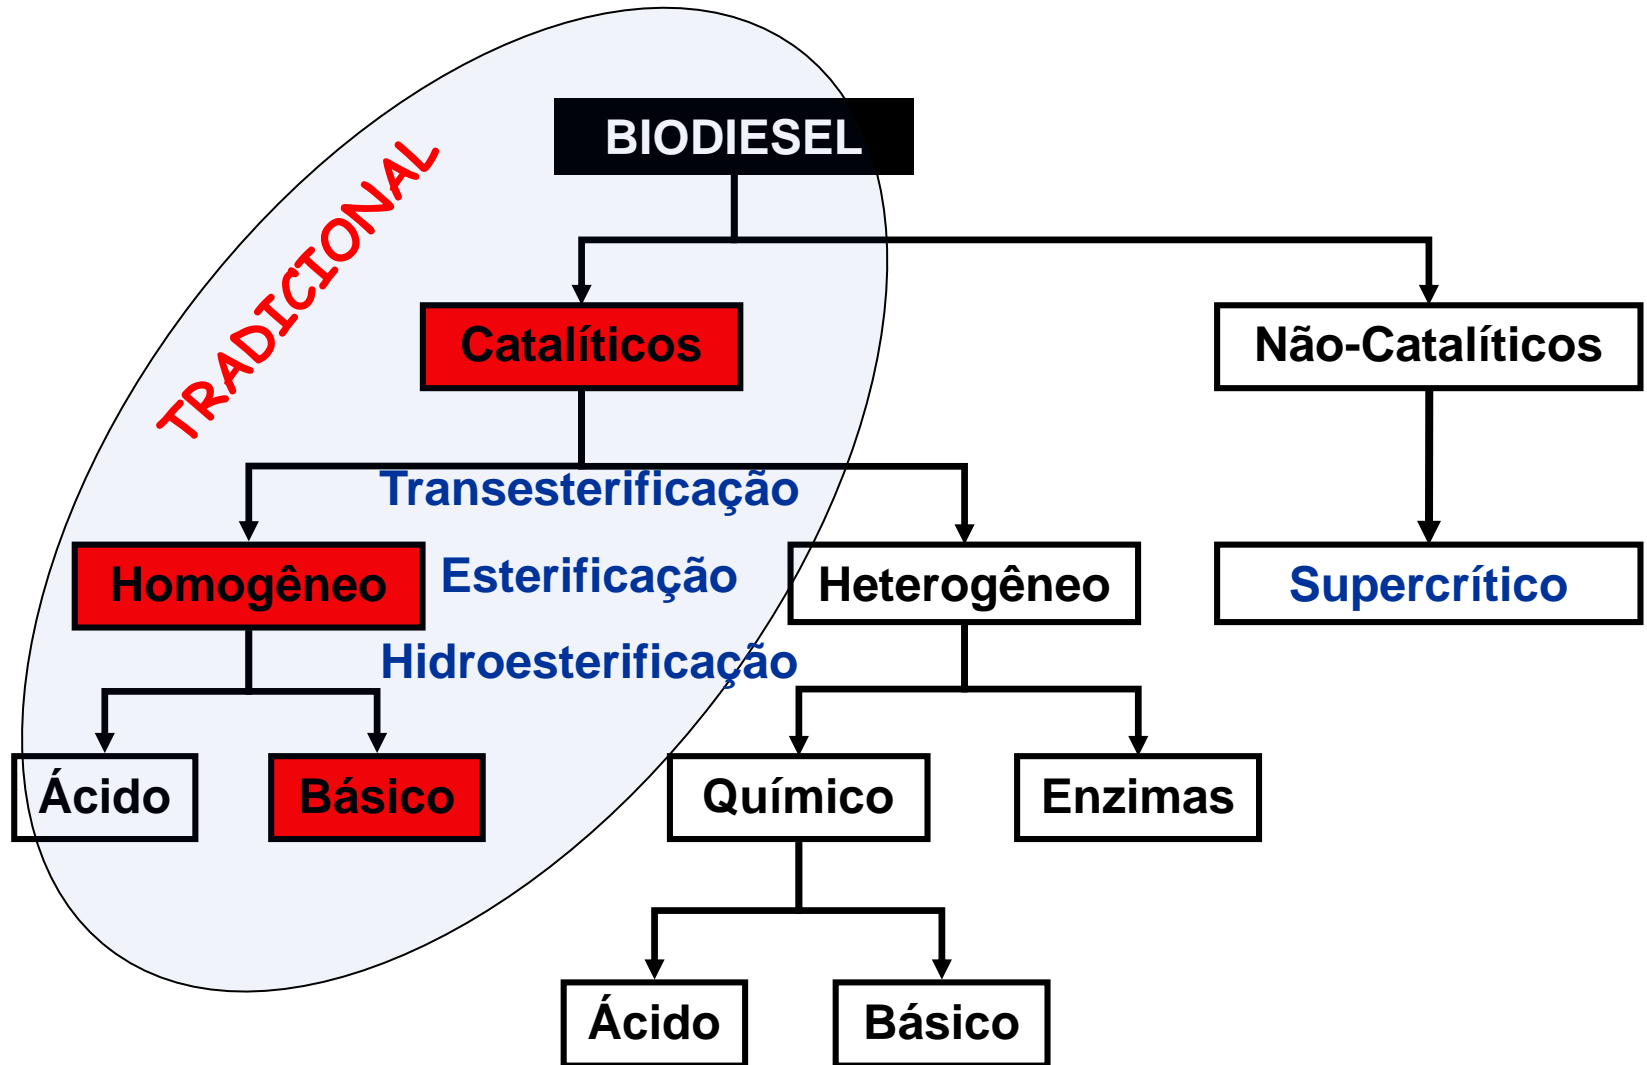 BIODIESEL
TRADICIONAL
Catalíticos
Não-Catalíticos
Transesterificação
Homogêneo
Esterificação
Heterogêneo
Supercrítico
Hidroesterificação
Ácido
Básico
Químico
Enzimas
Ácido
Básico